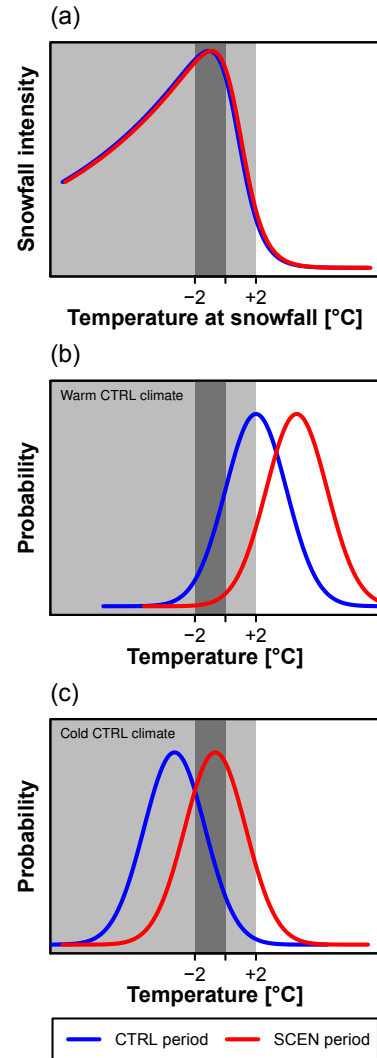 (a)
Snowfall intensity
−2 +2
Temperature at snowfall [°C]
(b)
Warm CTRL climate
Probability
−2 +2
Temperature [°C]
(c)
Cold CTRL climate
Probability
−2 +2
Temperature [°C]
CTRL period SCEN period